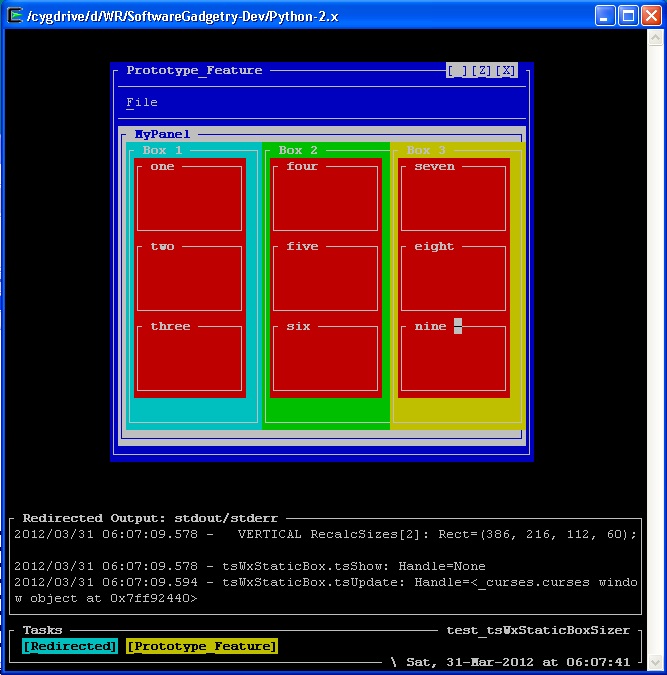 /cygdrive/d/WR/SoftwareGadgetry-Dev/Python-2.x
Prototype_Feature [_][Z][X]
File
MyPanel
Box 1 Box 2 Box 3
one four seven
two five eight
three six nine
Redirected Output: stdout/stderr
2012/03/31 06:07:09.578 - VERTICAL RecalcSizes[2]: Rect=(386, 216, 112, 60);
2012/03/31 06:07:09.578 - tsWxStaticBox.tsShow: Handle=None
2012/03/31 06:07:09.594 - tsWxStaticBox.tsUpdate: Handle=<_curses.curses windo
w object at 0x7ff92440>
Tasks test_tsWxStaticBoxSizer
[Redirected] [Prototype_Feature]
\ Sat, 31-Mar-2012 at 06:07:41